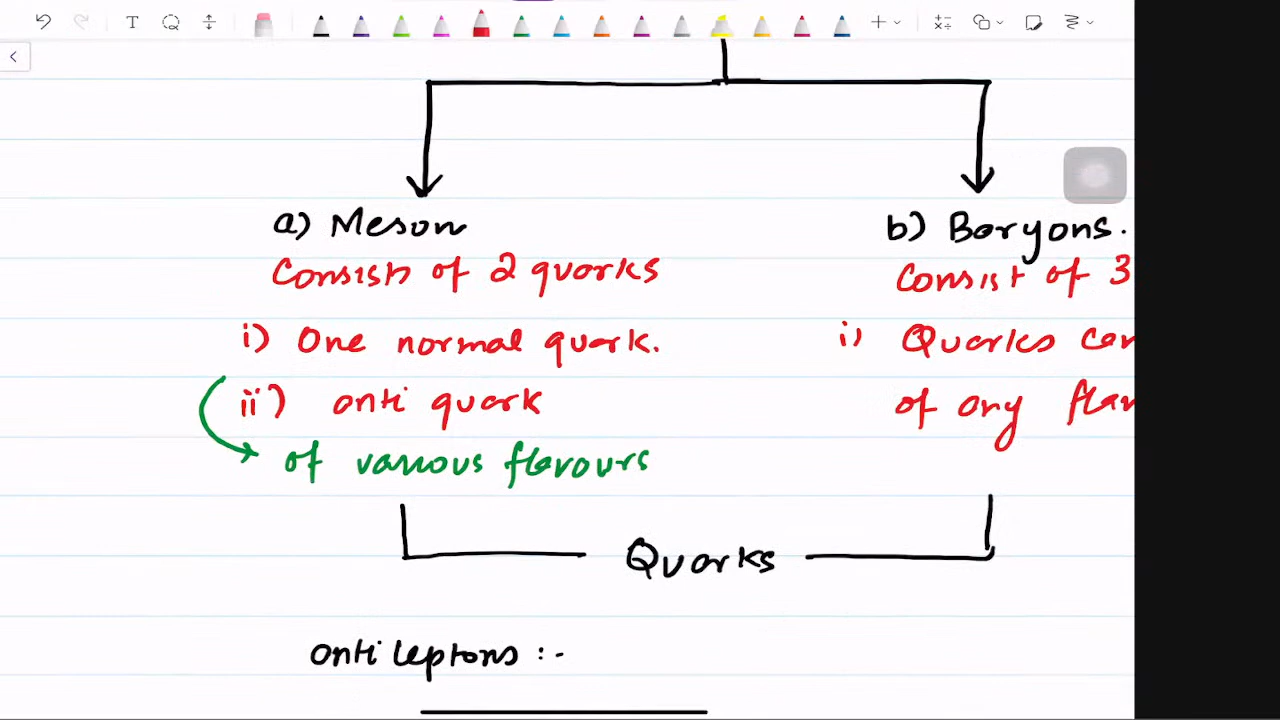 a) Meson
Consists of 2 quarks
i) One normal quark.
ii) anti quark
of various flavours
b) Baryons.
Consist of 3
i) Quarks can
of any flav
Quarks
anti leptons :-